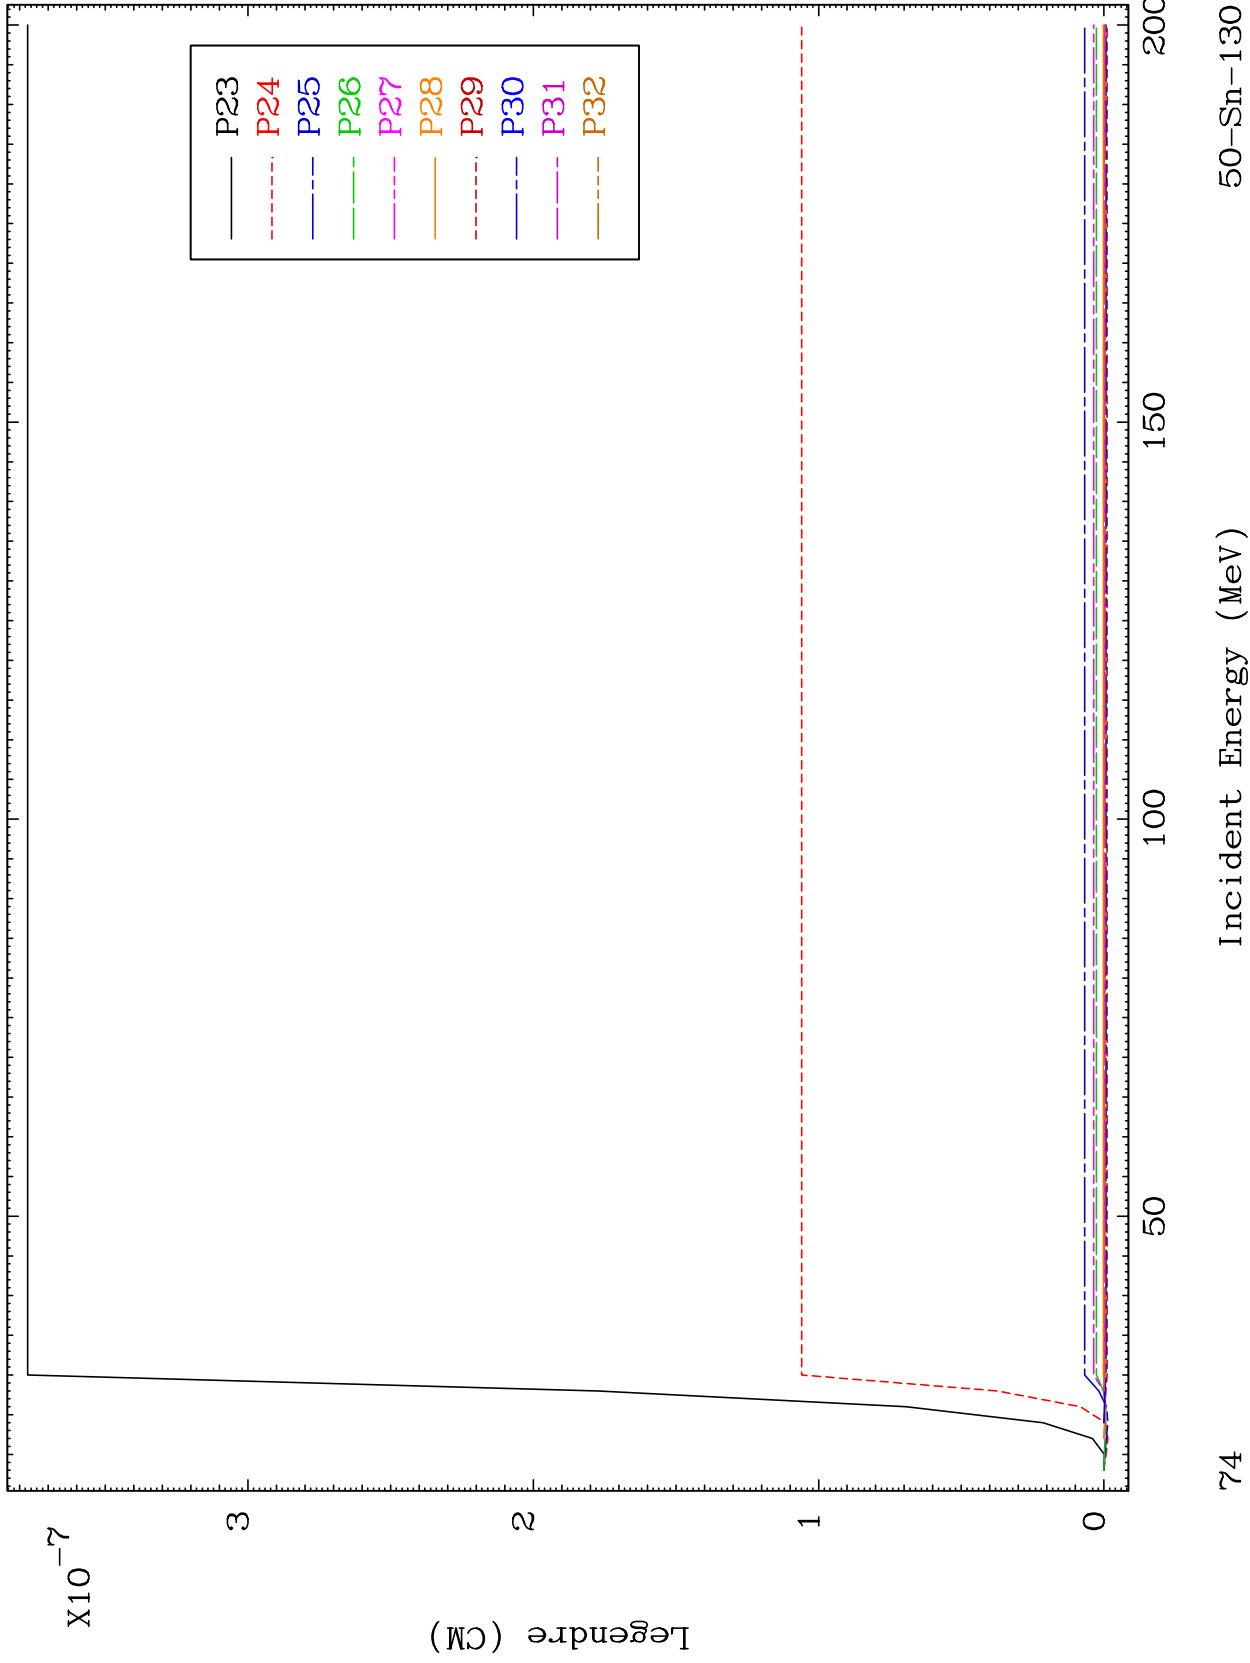 X10-7
3
2
1
0
Legendre (CM)
P23
P24
P25
P26
P27
P28
P29
P30
P31
P32
50
100
150
200
Incident Energy (MeV)
74
50-Sn-130